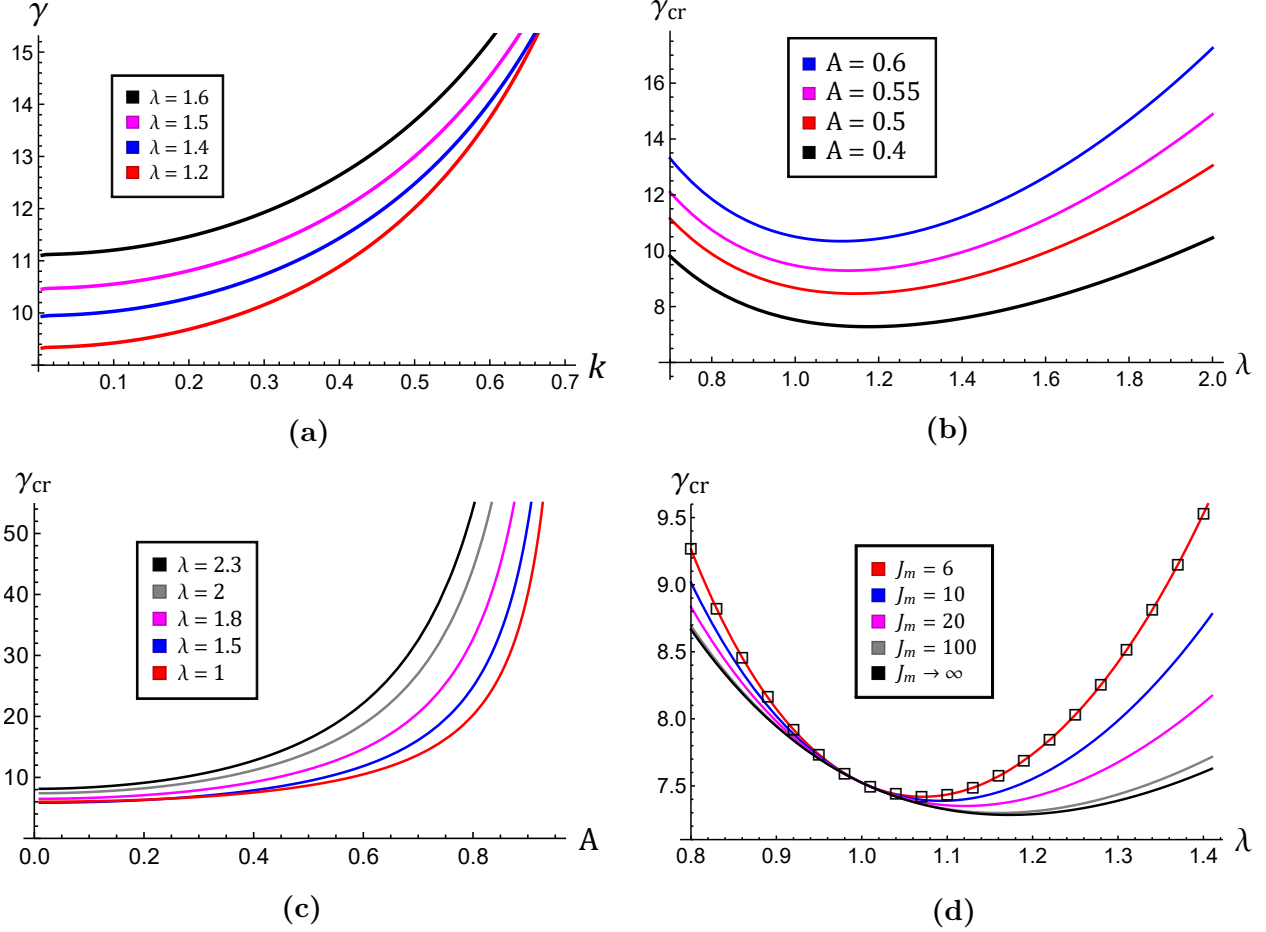 γ
15
14
13
12
11
10
λ = 1.6
λ = 1.5
λ = 1.4
λ = 1.2
0.1 0.2 0.3 0.4 0.5 0.6 0.7 k
(a)
γcr
16
14
12
10
8
A = 0.6
A = 0.55
A = 0.5
A = 0.4
0.8 1.0 1.2 1.4 1.6 1.8 2.0 λ
(b)
γcr
50
40
30
20
10
λ = 2.3
λ = 2
λ = 1.8
λ = 1.5
λ = 1
0.0 0.2 0.4 0.6 0.8 A
(c)
γcr
9.5
9.0
8.5
8.0
7.5
Jm = 6
Jm = 10
Jm = 20
Jm = 100
Jm → ∞
0.8 0.9 1.0 1.1 1.2 1.3 1.4 λ
(d)